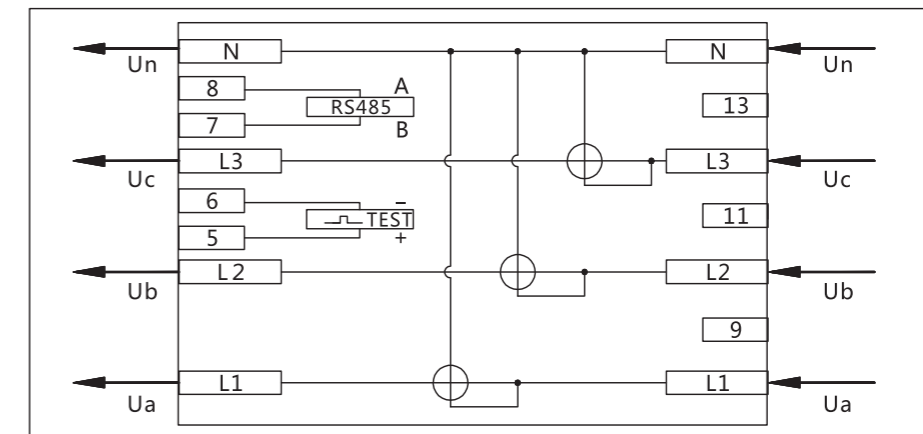 N N
Un Un
8 A
RS485 13
7 B
L3 L3
Uc Uc
6 −
TEST 11
5 +
L2 L2
Ub Ub
9
L1 L1
Ua Ua